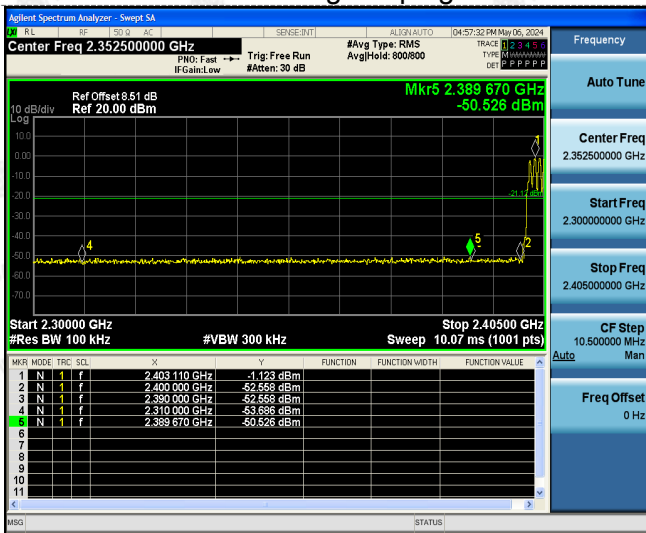 Agilent Spectrum Analyzer - Swept SA
LXI RL RF 50 Ω AC SENSE:INT ALIGN AUTO 04:57:32 PM May 06, 2024
Center Freq 2.352500000 GHz
PNO: Fast
IFGain:Low
Trig: Free Run
#Atten: 30 dB
#Avg Type: RMS
Avg|Hold: 800/800
TRACE 1 2 3 4 5 6
TYPE M
DET P P P P P P
Frequency
Auto Tune
Center Freq
2.352500000 GHz
Start Freq
2.300000000 GHz
Stop Freq
2.405000000 GHz
CF Step
10.500000 MHz
Auto Man
Freq Offset
0 Hz
Mkr5 2.389 670 GHz
-50.526 dBm
Ref Offset 8.51 dB
10 dB/div Ref 20.00 dBm
Log
10.0
0.00
-10.0
-20.0
-30.0
-40.0
-50.0
-60.0
-70.0
1
-21.12 dBm
4
5
2
Start 2.30000 GHz Stop 2.40500 GHz
#Res BW 100 kHz #VBW 300 kHz Sweep 10.07 ms (1001 pts)
MKR MODE TRC SCL X Y FUNCTION FUNCTION WIDTH FUNCTION VALUE
1 N 1 f 2.403 110 GHz -1.123 dBm
2 N 1 f 2.400 000 GHz -52.558 dBm
3 N 1 f 2.390 000 GHz -52.558 dBm
4 N 1 f 2.310 000 GHz -53.686 dBm
5 N 1 f 2.389 670 GHz -50.526 dBm
6
7
8
9
10
11
MSG STATUS